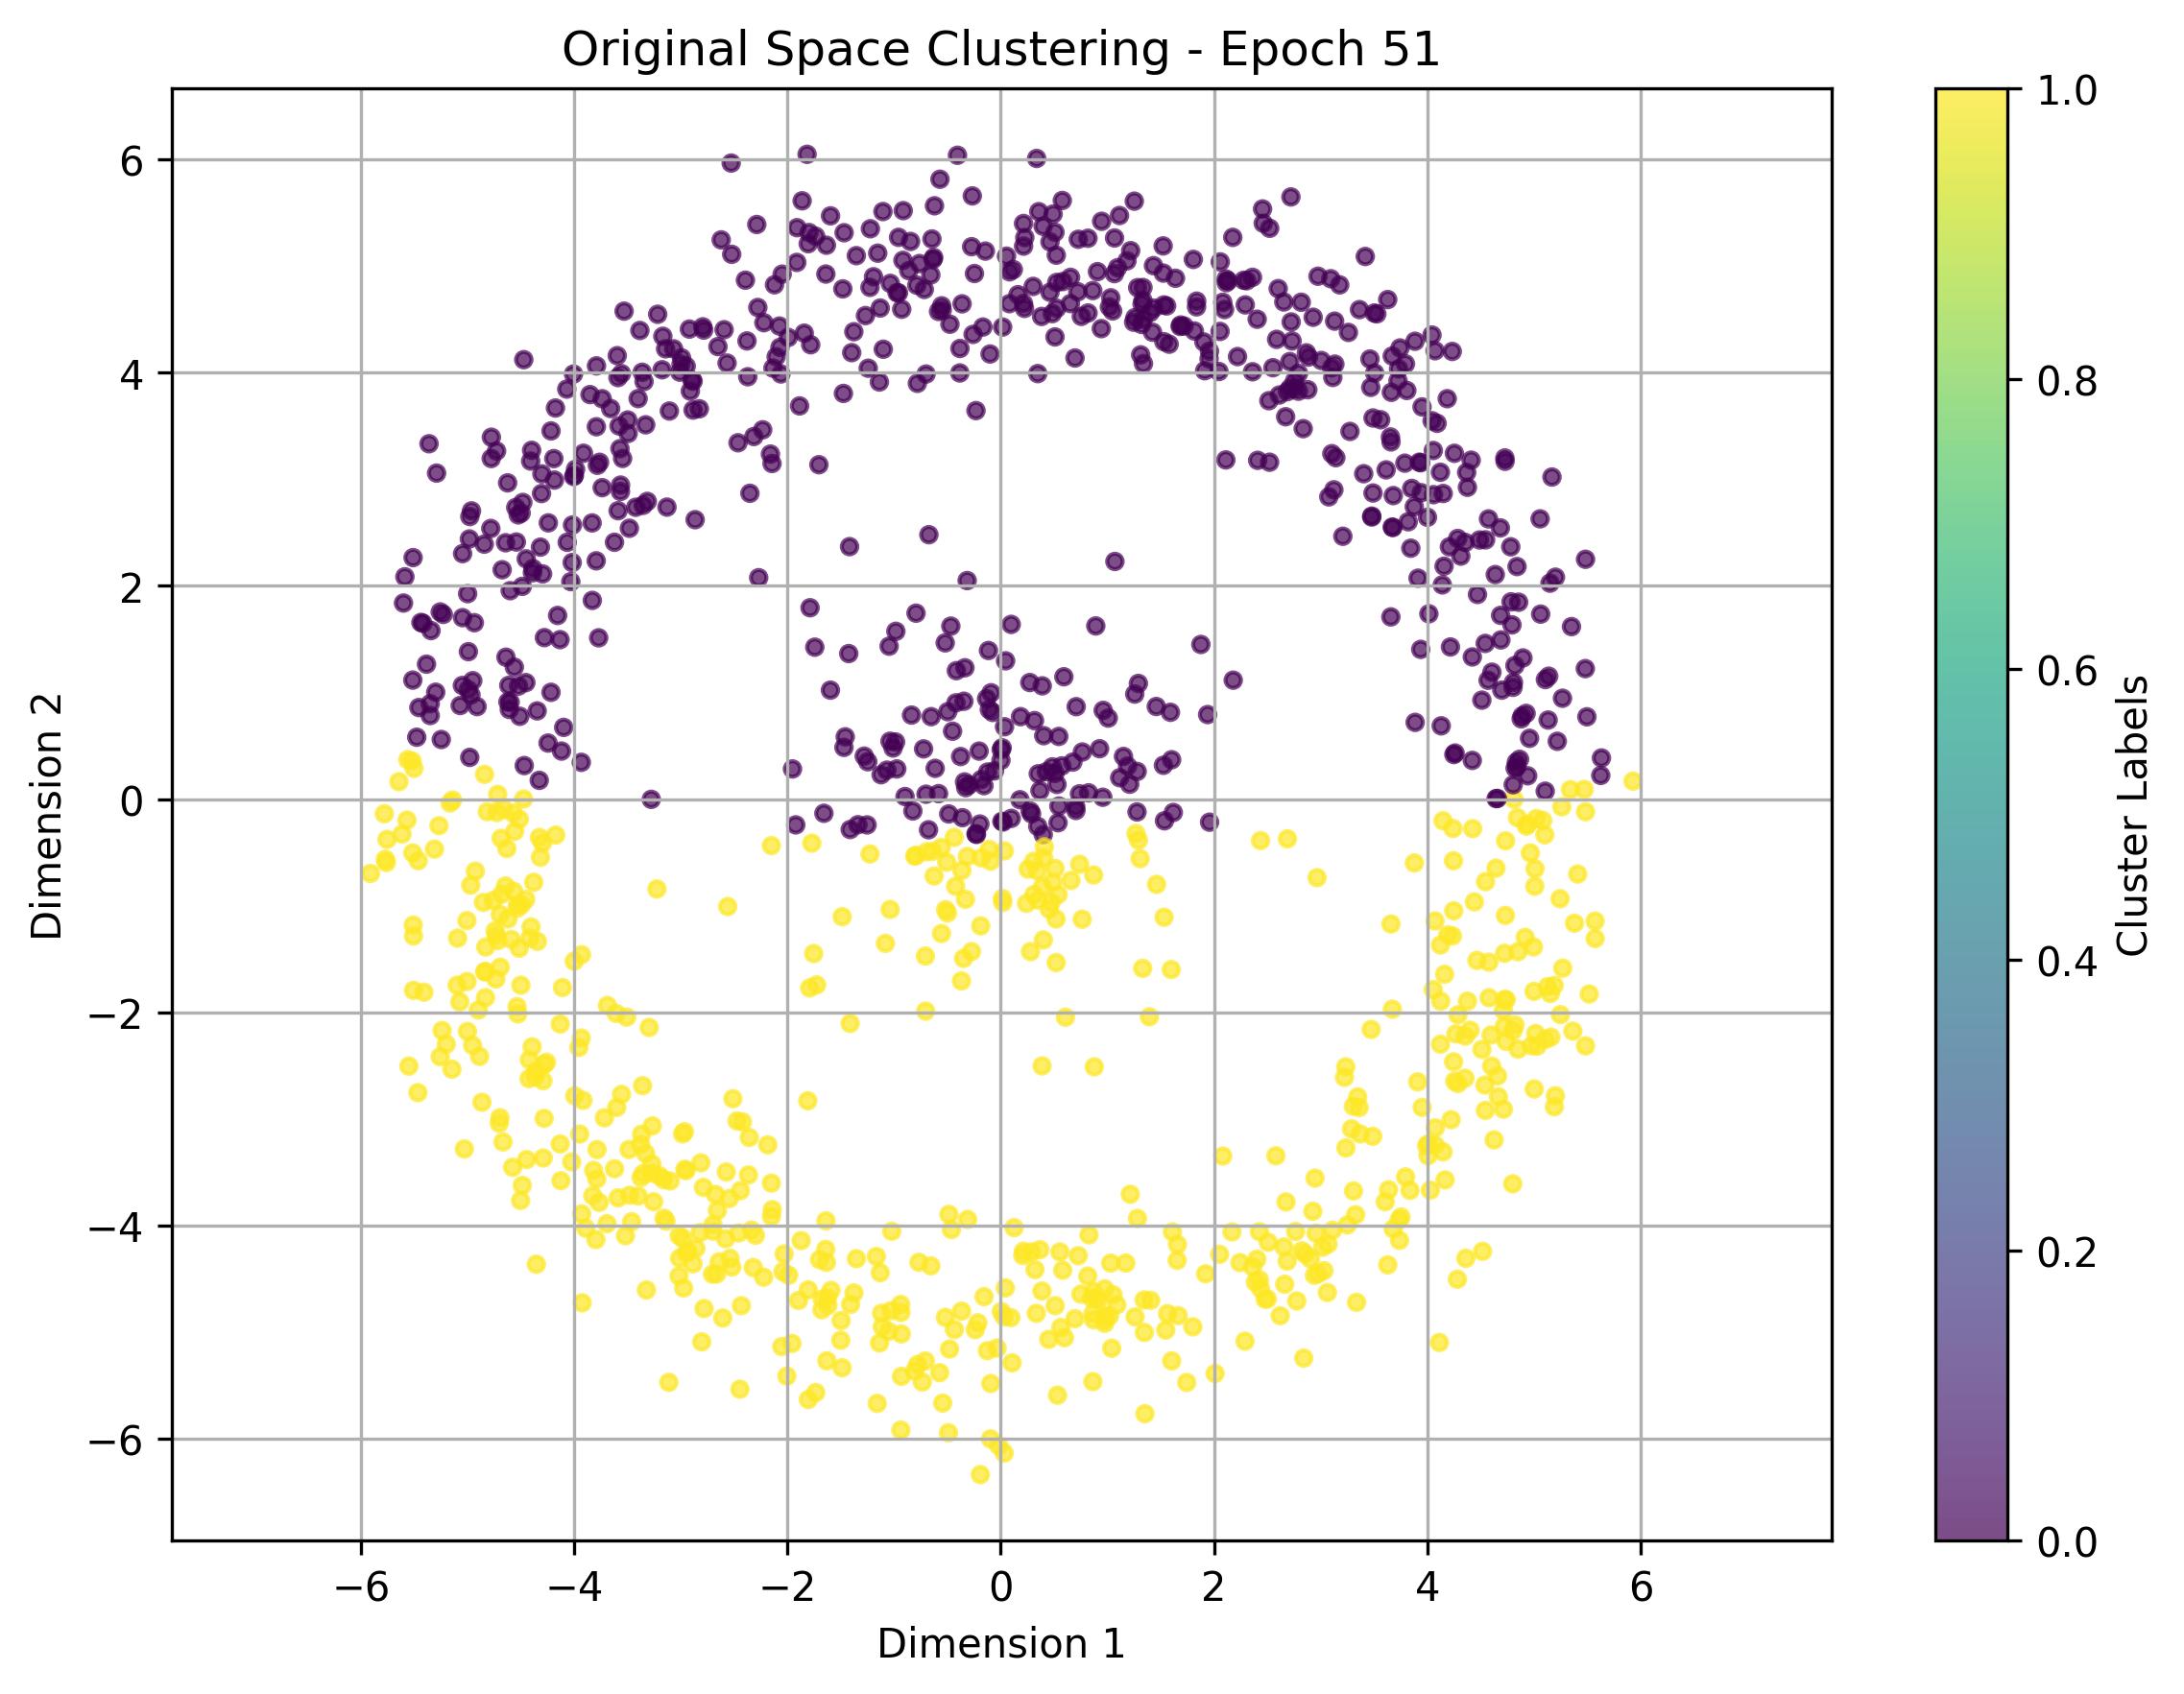 Original Space Clustering - Epoch 51
Dimension 2
6
4
2
0
−2
−4
−6
−6 −4 −2 0 2 4 6
Dimension 1
1.0
0.8
0.6
0.4
0.2
0.0
Cluster Labels